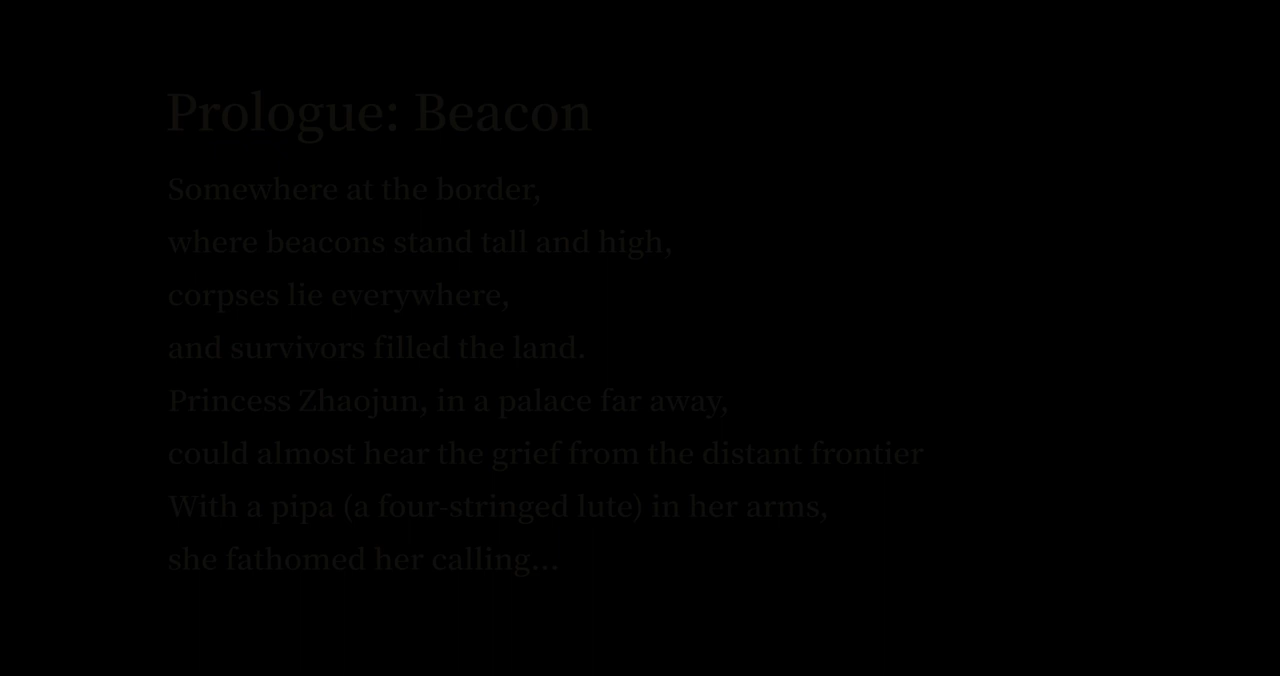 Prologue: Beacon
Somewhere at the border,
where beacons stand tall and high,
corpses lie everywhere,
and survivors filled the land.
Princess Zhaojun, in a palace far away,
could almost hear the grief from the distant frontier
With a pipa (a four-stringed lute) in her arms,
she fathomed her calling...